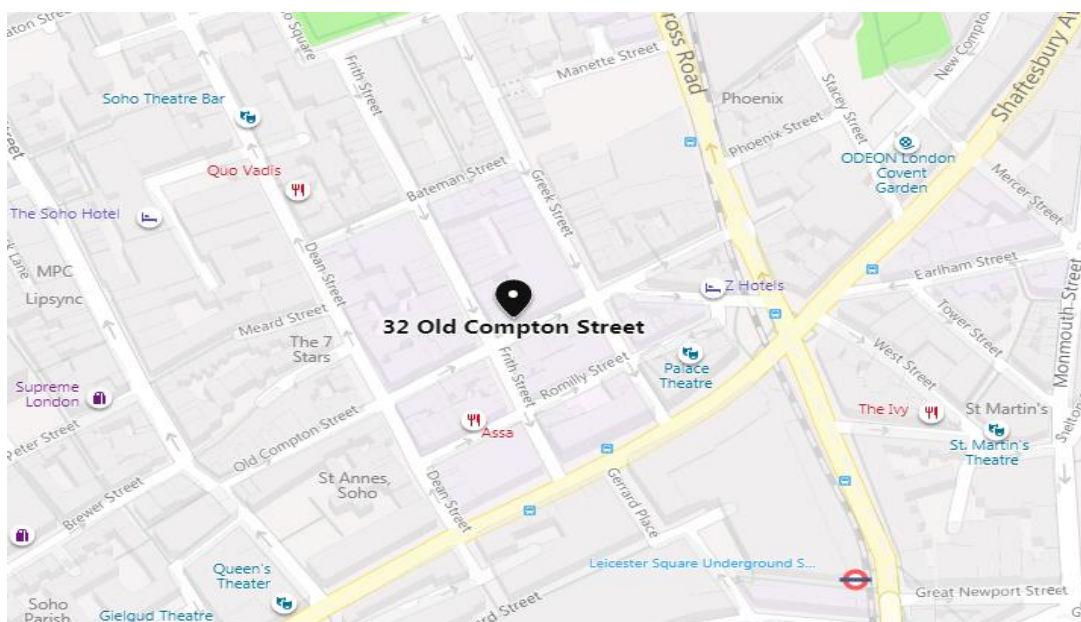 Soho Theatre Bar
Quo Vadis
The Soho Hotel
MPC
Lipsync
Meard Street
The 7
Stars
Supreme
London
Peter Street
Brewer Street
Old Compton Street
St Annes,
Soho
Queen's
Theater
Gielgud Theatre
Soho
Parish
Frith Street
Bateman Street
Dean Street
Greek Street
Manette Street
32 Old Compton Street
Frith Street
Romilly Street
Assa
Dean Street
Gerrard Place
Palace
Theatre
Z Hotels
Phoenix
Phoenix Street
Stacey Street
New Compton
Shaftesbury
ODEON London
Covent
Garden
Mercer Street
Earlham Street
Tower Street
Monmouth Street
West Street
The Ivy
St Martin's
St. Martin's
Theatre
Leicester Square Underground S...
Great Newport Street
Road
Square
Street